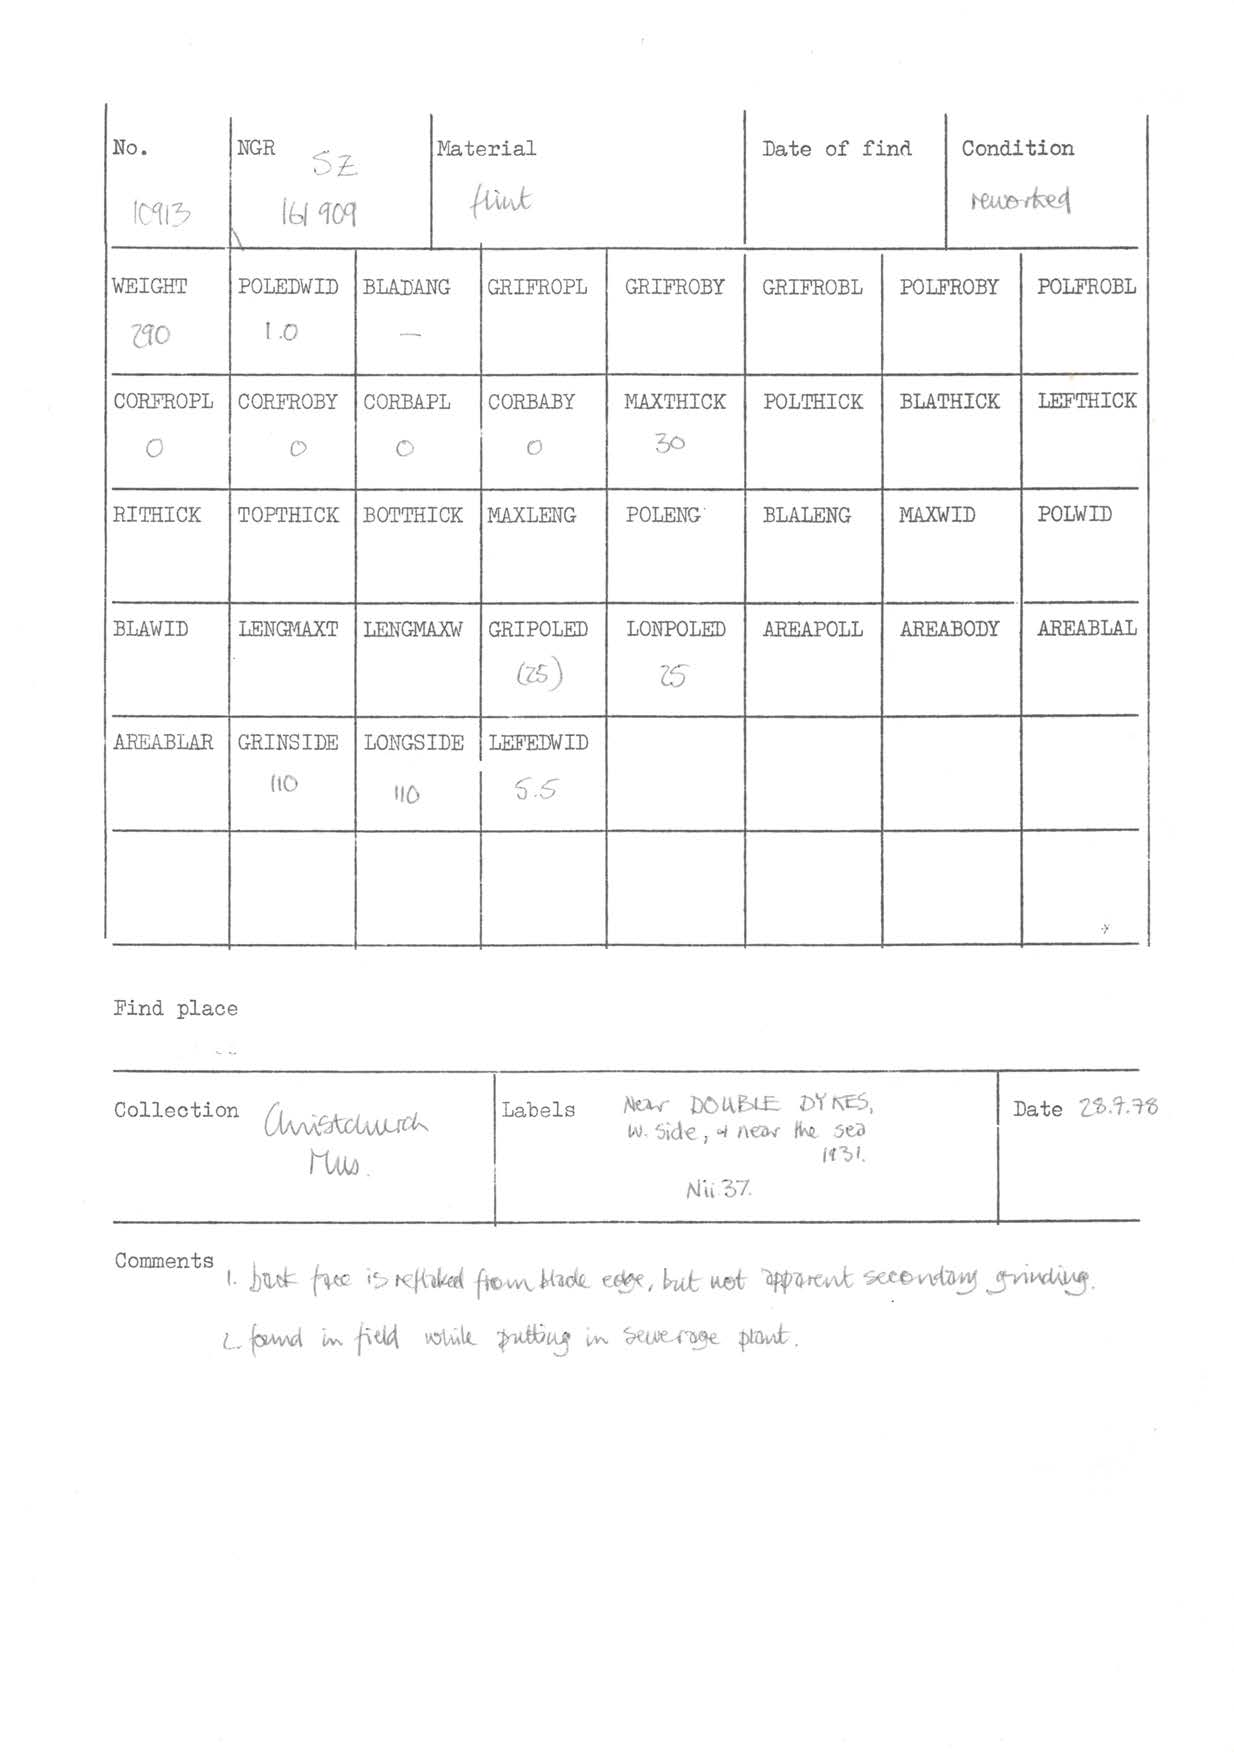 No. NGR Material Date of find Condition
SZ
10913 161 909 flint reworked
WEIGHT POLEDWID BLADANG GRIFROPL GRIFROBY GRIFROBL POLFROBY POLFROBL
290 1.0 —
CORFROPL CORFROBY CORBAPL CORBABY MAXTHICK POLTHICK BLATHICK LEFTHICK
0 0 0 0 30
RITHICK TOPTHICK BOTTHICK MAXLENG POLENG BLALENG MAXWID POLWID
BLAWID LENGMAXT LENGMAXW GRIPOLED LONPOLED AREAPOLL AREABODY AREABLAL
(25) 25
AREABLAR GRINSIDE LONGSIDE LEFEDWID
110 110 5.5
Find place
Collection Christchurch Mus.
Labels Near DOUBLE DYKES,
W. side, & near the sea
1931.
Nii 37.
Date 28.9.78
Comments 1. back face is reflaked from blade edge, but not apparent secondary grinding.
2. found in field while putting in sewerage plant.